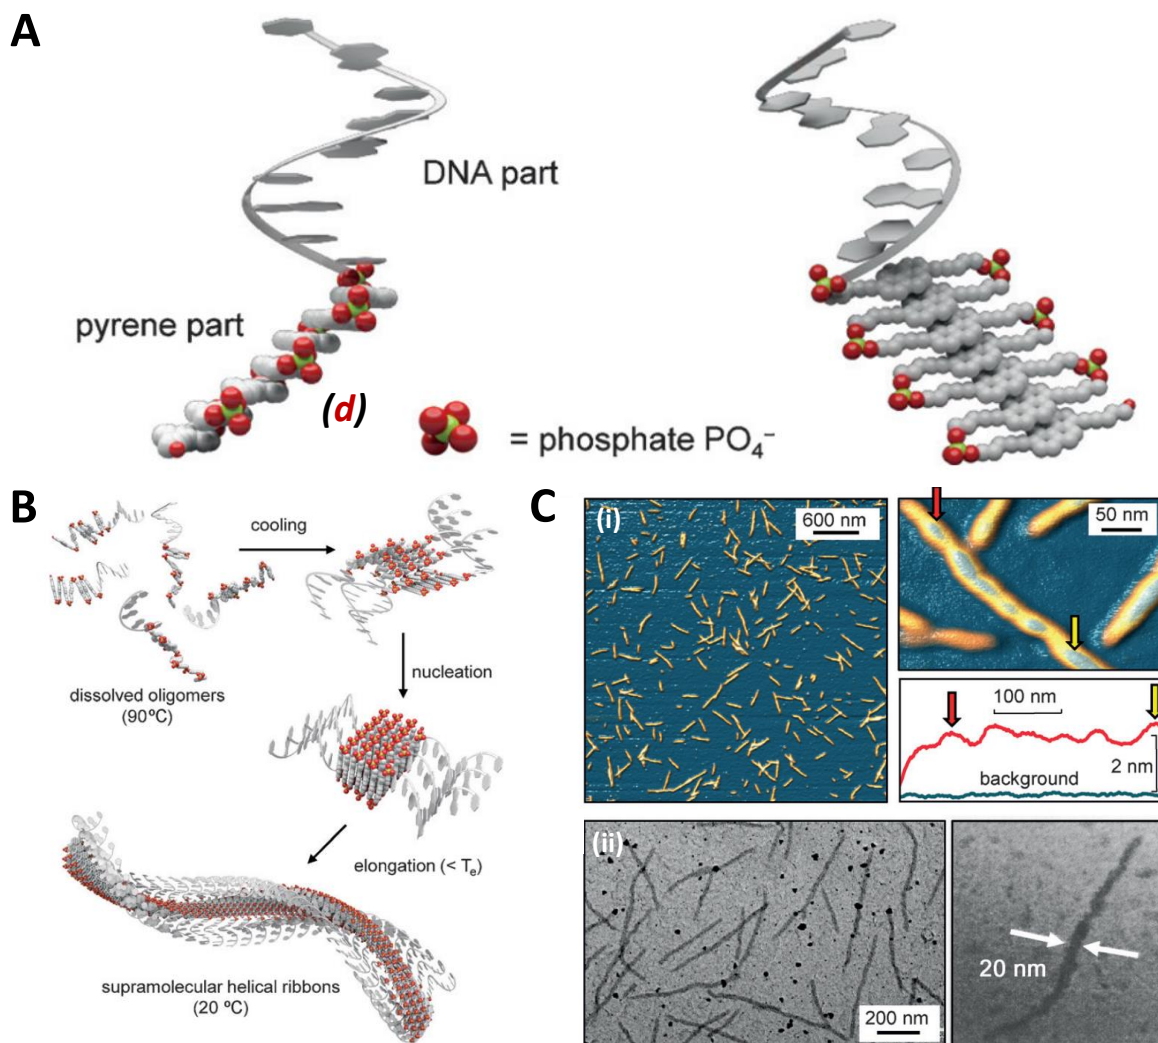 A
DNA part
pyrene part
(d)
= phosphate PO₄⁻
B
cooling
nucleation
dissolved oligomers
(90ºC)
elongation (< Tₑ)
supramolecular helical ribbons
(20 ºC)
C
(i)
600 nm
50 nm
100 nm
2 nm
background
(ii)
200 nm
20 nm